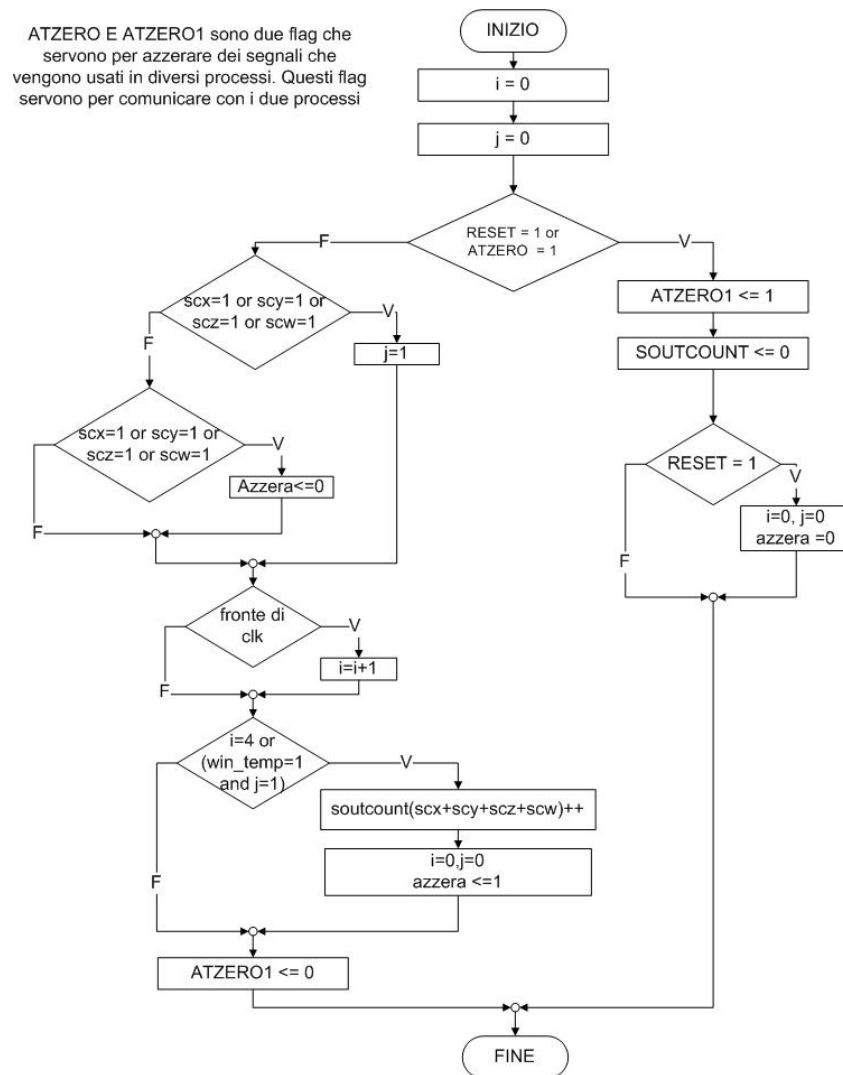 ATZERO E ATZERO1 sono due flag che
servono per azzerare dei segnali che
vengono usati in diversi processi. Questi flag
servono per comunicare con i due processi
INIZIO
i = 0
j = 0
RESET = 1 or
ATZERO = 1
F
V
scx=1 or scy=1 or
scz=1 or scw=1
V
F
j=1
ATZERO1 <= 1
SOUTCOUNT <= 0
scx=1 or scy=1 or
scz=1 or scw=1
V
F
Azzera<=0
RESET = 1
V
F
i=0, j=0
azzera =0
fronte di
clk
V
F
i=i+1
i=4 or
(win_temp=1
and j=1)
V
F
soutcount(scx+scy+scz+scw)++
i=0,j=0
azzera <=1
ATZERO1 <= 0
FINE